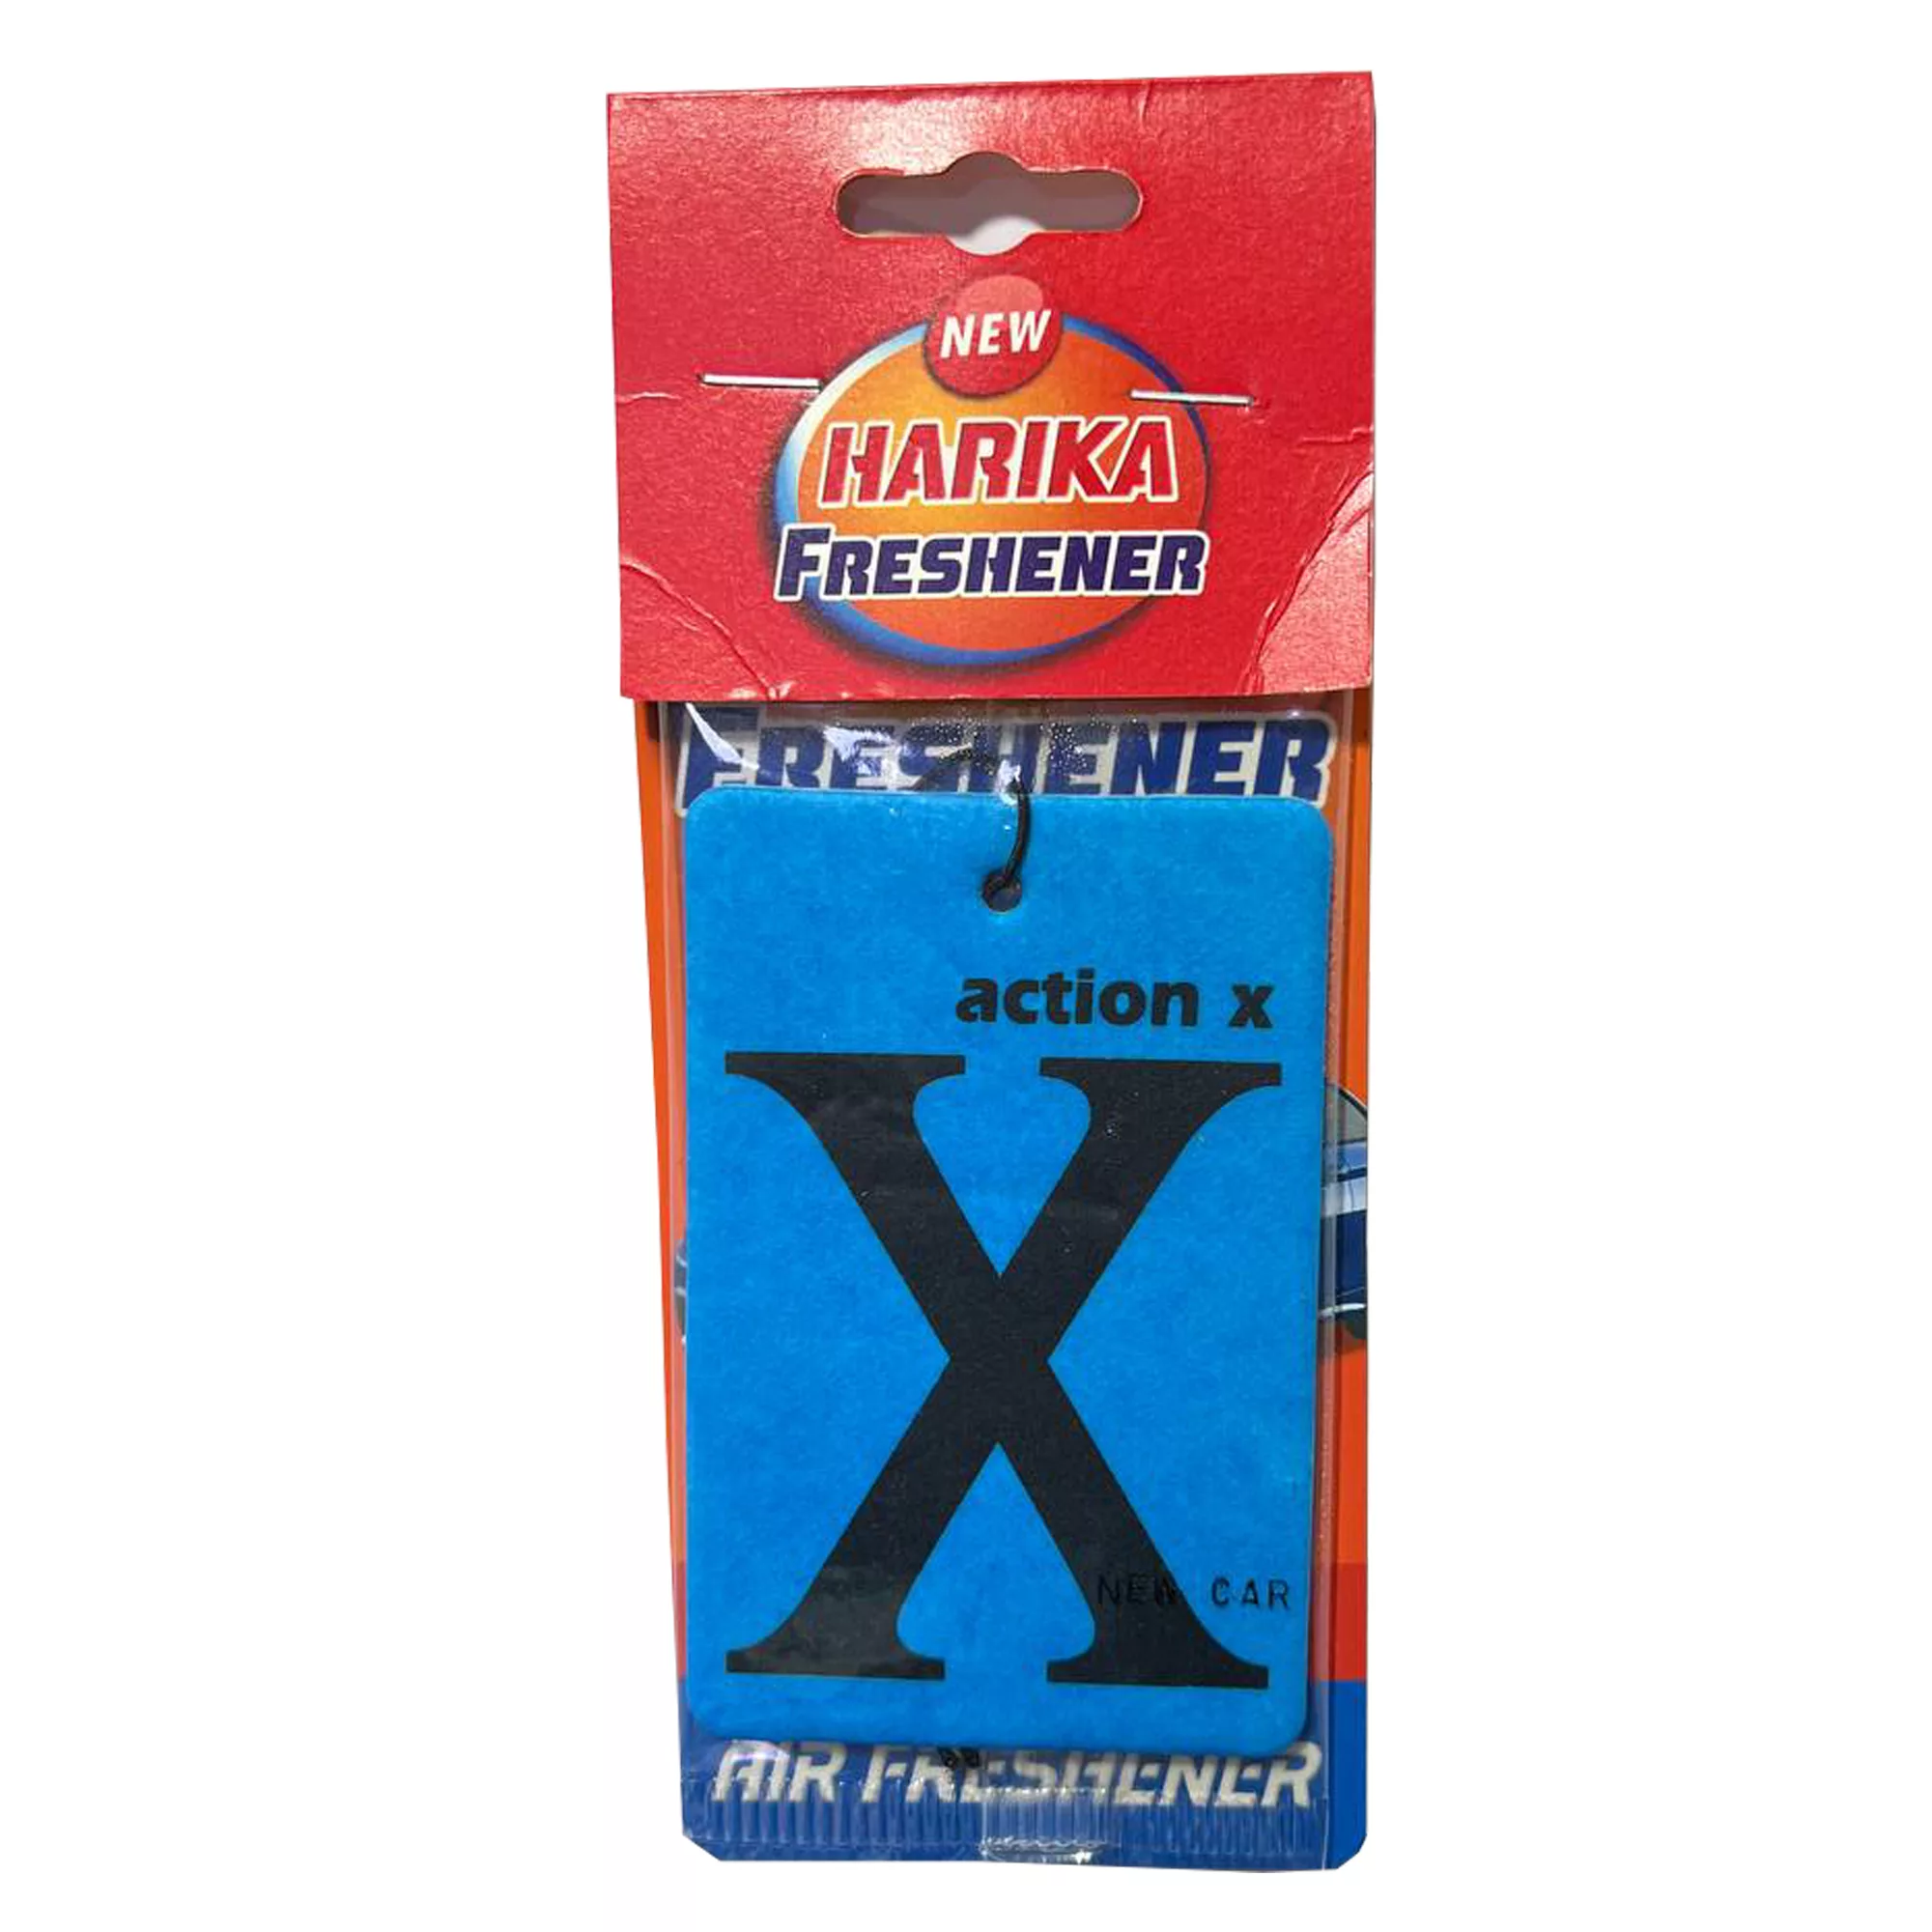 NEW
HARIKA
FRESHENER
FRESHENER
action x
X
NEW CAR
AIR FRESHENER